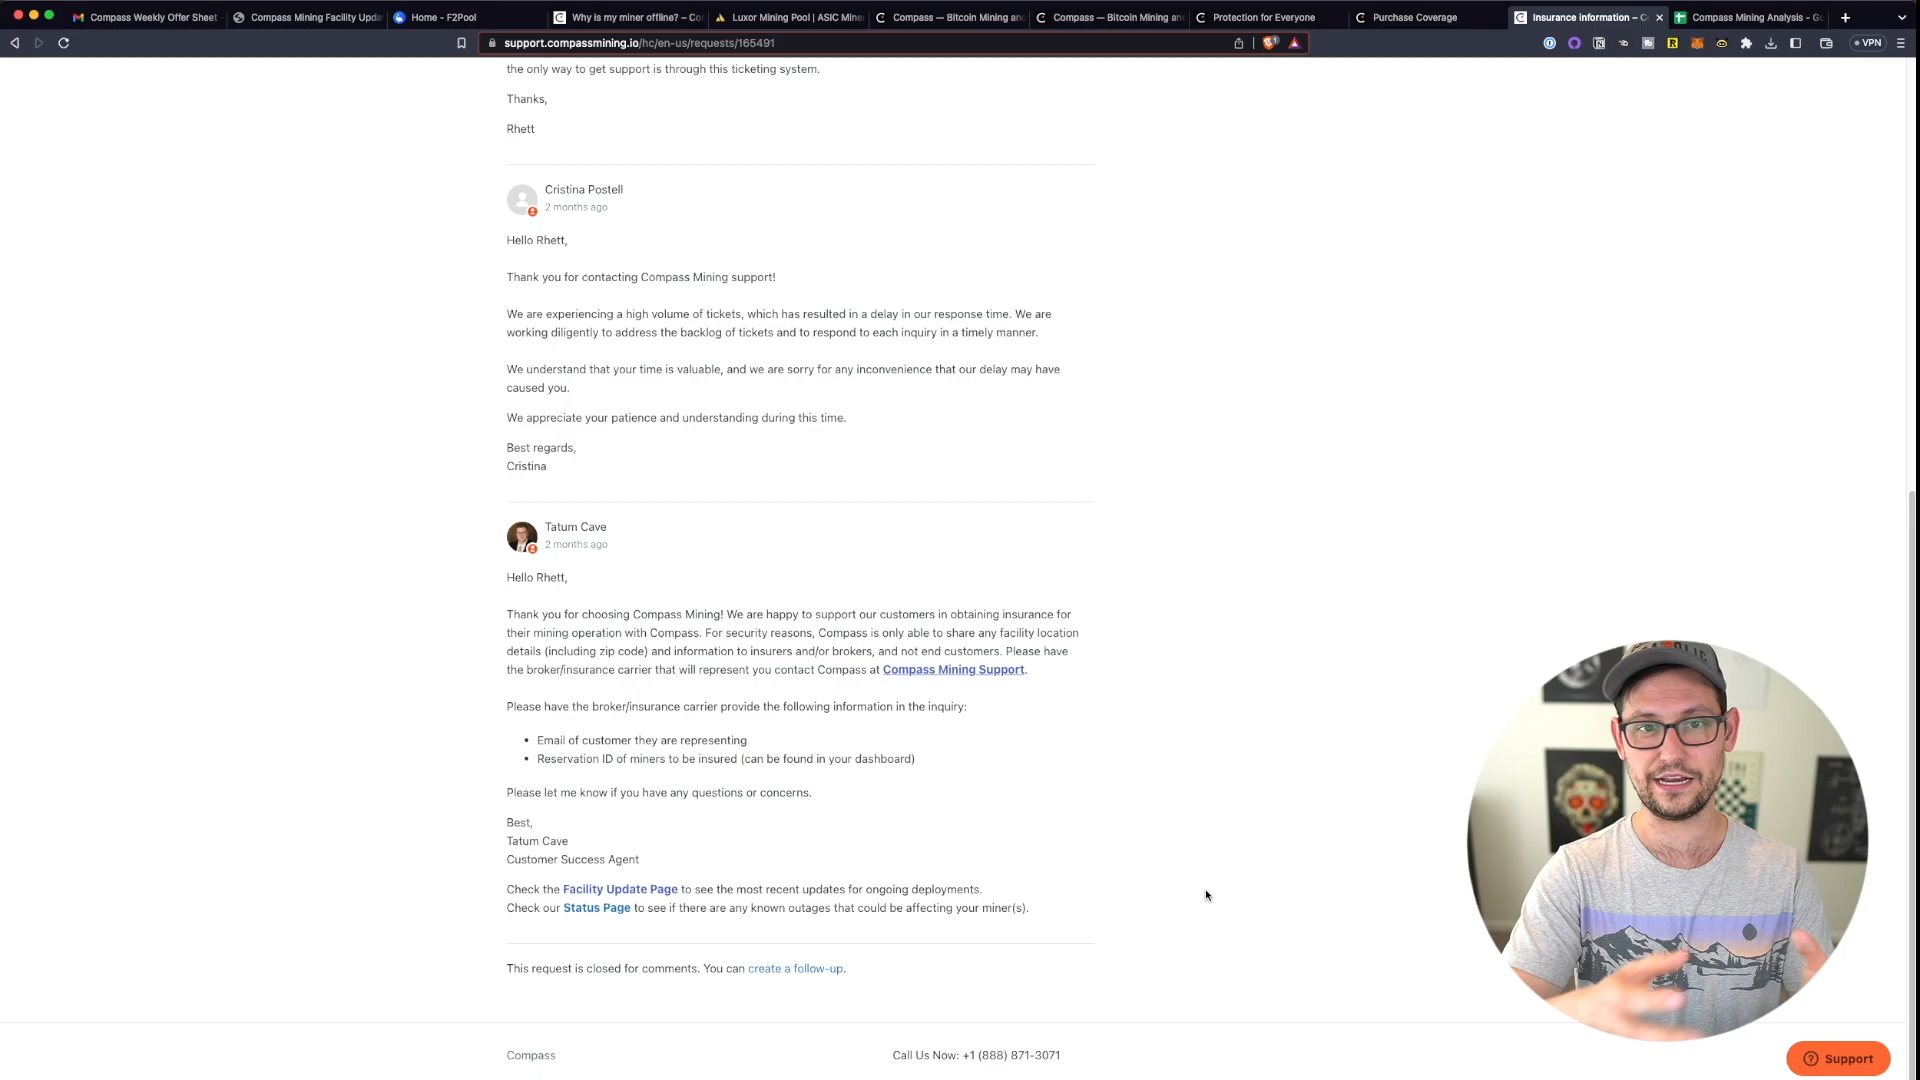 Compass Weekly Offer Sheet
Compass Mining Facility Upda
Home - F2Pool
Why is my miner offline? – Co
Luxor Mining Pool | ASIC Mine
Compass — Bitcoin Mining and
Compass — Bitcoin Mining and
Protection for Everyone
Purchase Coverage
Insurance information – C
Compass Mining Analysis - Go
support.compassmining.io/hc/en-us/requests/165491
VPN
the only way to get support is through this ticketing system.
Thanks,
Rhett
Cristina Postell
2 months ago
Hello Rhett,
Thank you for contacting Compass Mining support!
We are experiencing a high volume of tickets, which has resulted in a delay in our response time. We are
working diligently to address the backlog of tickets and to respond to each inquiry in a timely manner.
We understand that your time is valuable, and we are sorry for any inconvenience that our delay may have
caused you.
We appreciate your patience and understanding during this time.
Best regards,
Cristina
Tatum Cave
2 months ago
Hello Rhett,
Thank you for choosing Compass Mining! We are happy to support our customers in obtaining insurance for
their mining operation with Compass. For security reasons, Compass is only able to share any facility location
details (including zip code) and information to insurers and/or brokers, and not end customers. Please have
the broker/insurance carrier that will represent you contact Compass at Compass Mining Support.
Please have the broker/insurance carrier provide the following information in the inquiry:
• Email of customer they are representing
• Reservation ID of miners to be insured (can be found in your dashboard)
Please let me know if you have any questions or concerns.
Best,
Tatum Cave
Customer Success Agent
Check the Facility Update Page to see the most recent updates for ongoing deployments.
Check our Status Page to see if there are any known outages that could be affecting your miner(s).
This request is closed for comments. You can create a follow-up.
Compass
Call Us Now: +1 (888) 871-3071
Support